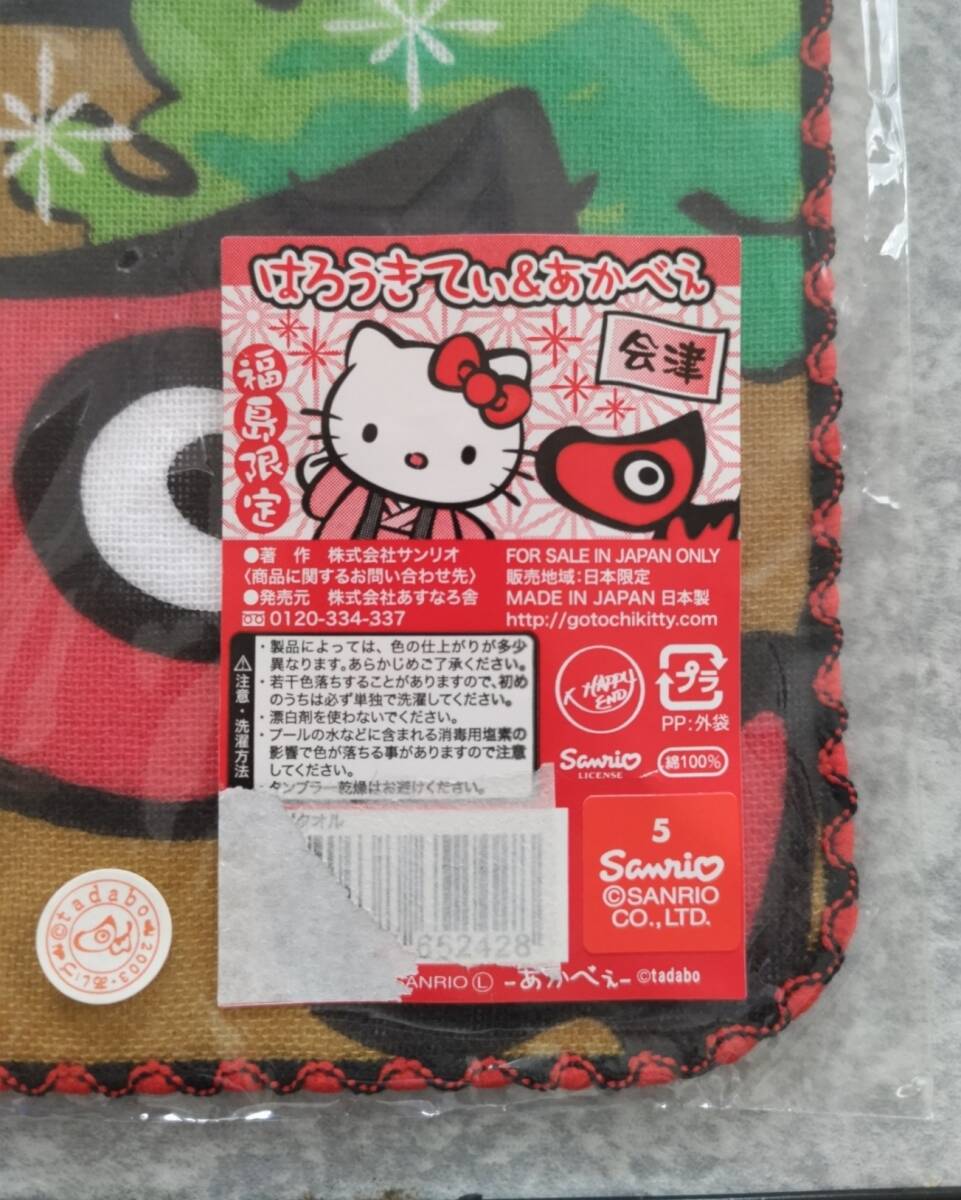 はろうきてぃ&あかべぇ
会津
福島限定
●著 作 株式会社サンリオ
〈商品に関するお問い合わせ先〉
●発売元 株式会社あすなろ舎
0120-334-337
FOR SALE IN JAPAN ONLY
販売地域:日本限定
MADE IN JAPAN 日本製
http://gotochikitty.com
注意・洗濯方法
・製品によっては、色の仕上がりが多少
異なります。あらかじめご了承ください。
・若干色落ちすることがありますので、初め
のうちは必ず単独で洗濯してください。
・漂白剤を使わないでください。
・プールの水などに含まれる消毒用塩素の
影響で色が落ちる事がありますので注意
してください。
・タンブラー乾燥はお避けください。
HAPPY
END
プラ
PP:外袋
Sanrio
LICENSE
綿100%
タオル
652428
5
Sanrio
©SANRIO
CO.,LTD.
ANRIO Ⓛ -あかべぇ- ©tadabo
©tadabo
2003・あいづ